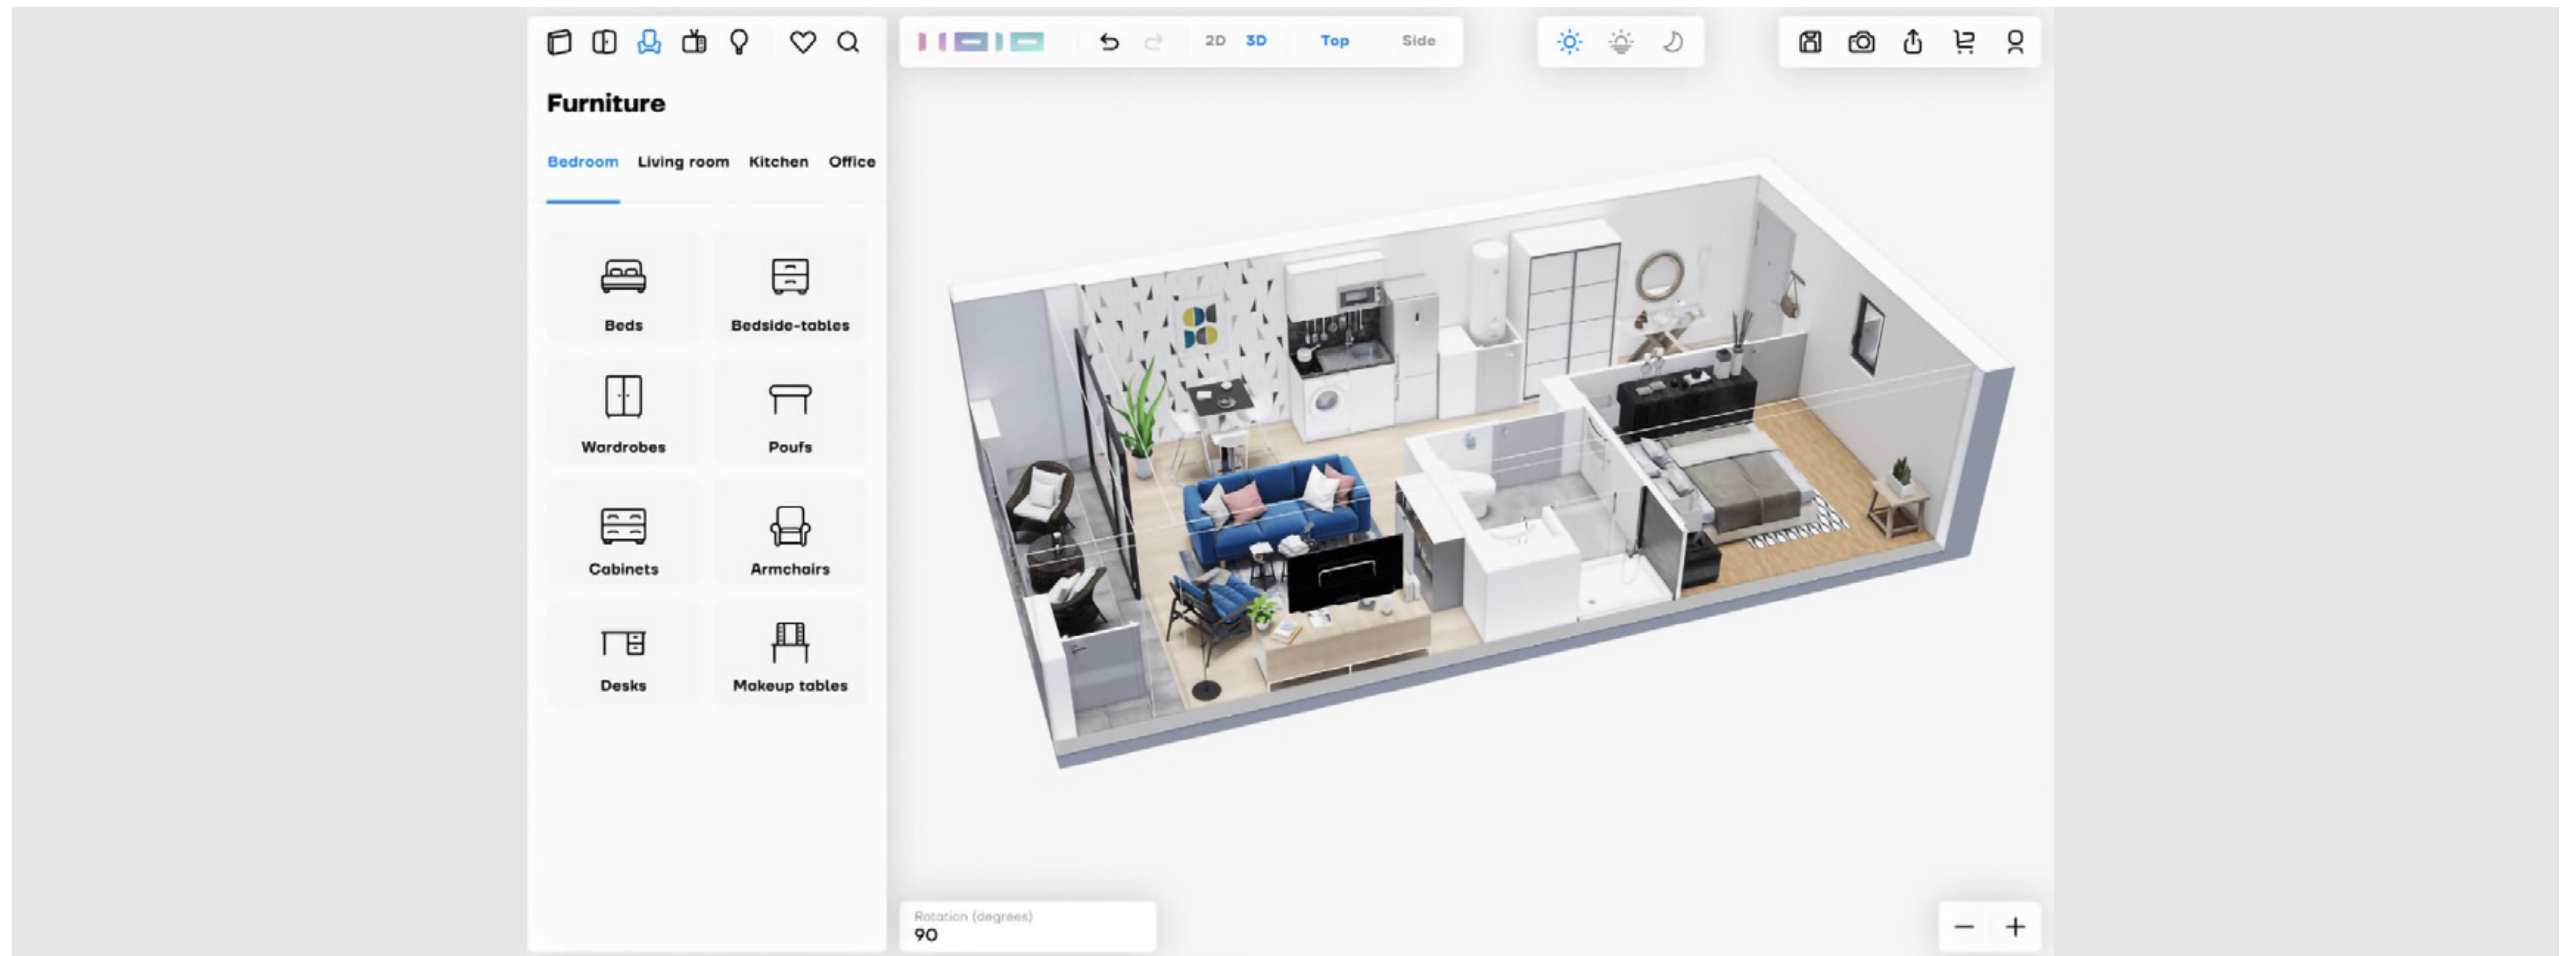 2D 3D Top Side
Furniture
Bedroom Living room Kitchen Office
Beds Bedside-tables
Wardrobes Poufs
Cabinets Armchairs
Desks Makeup tables
Rotation (degrees)
90